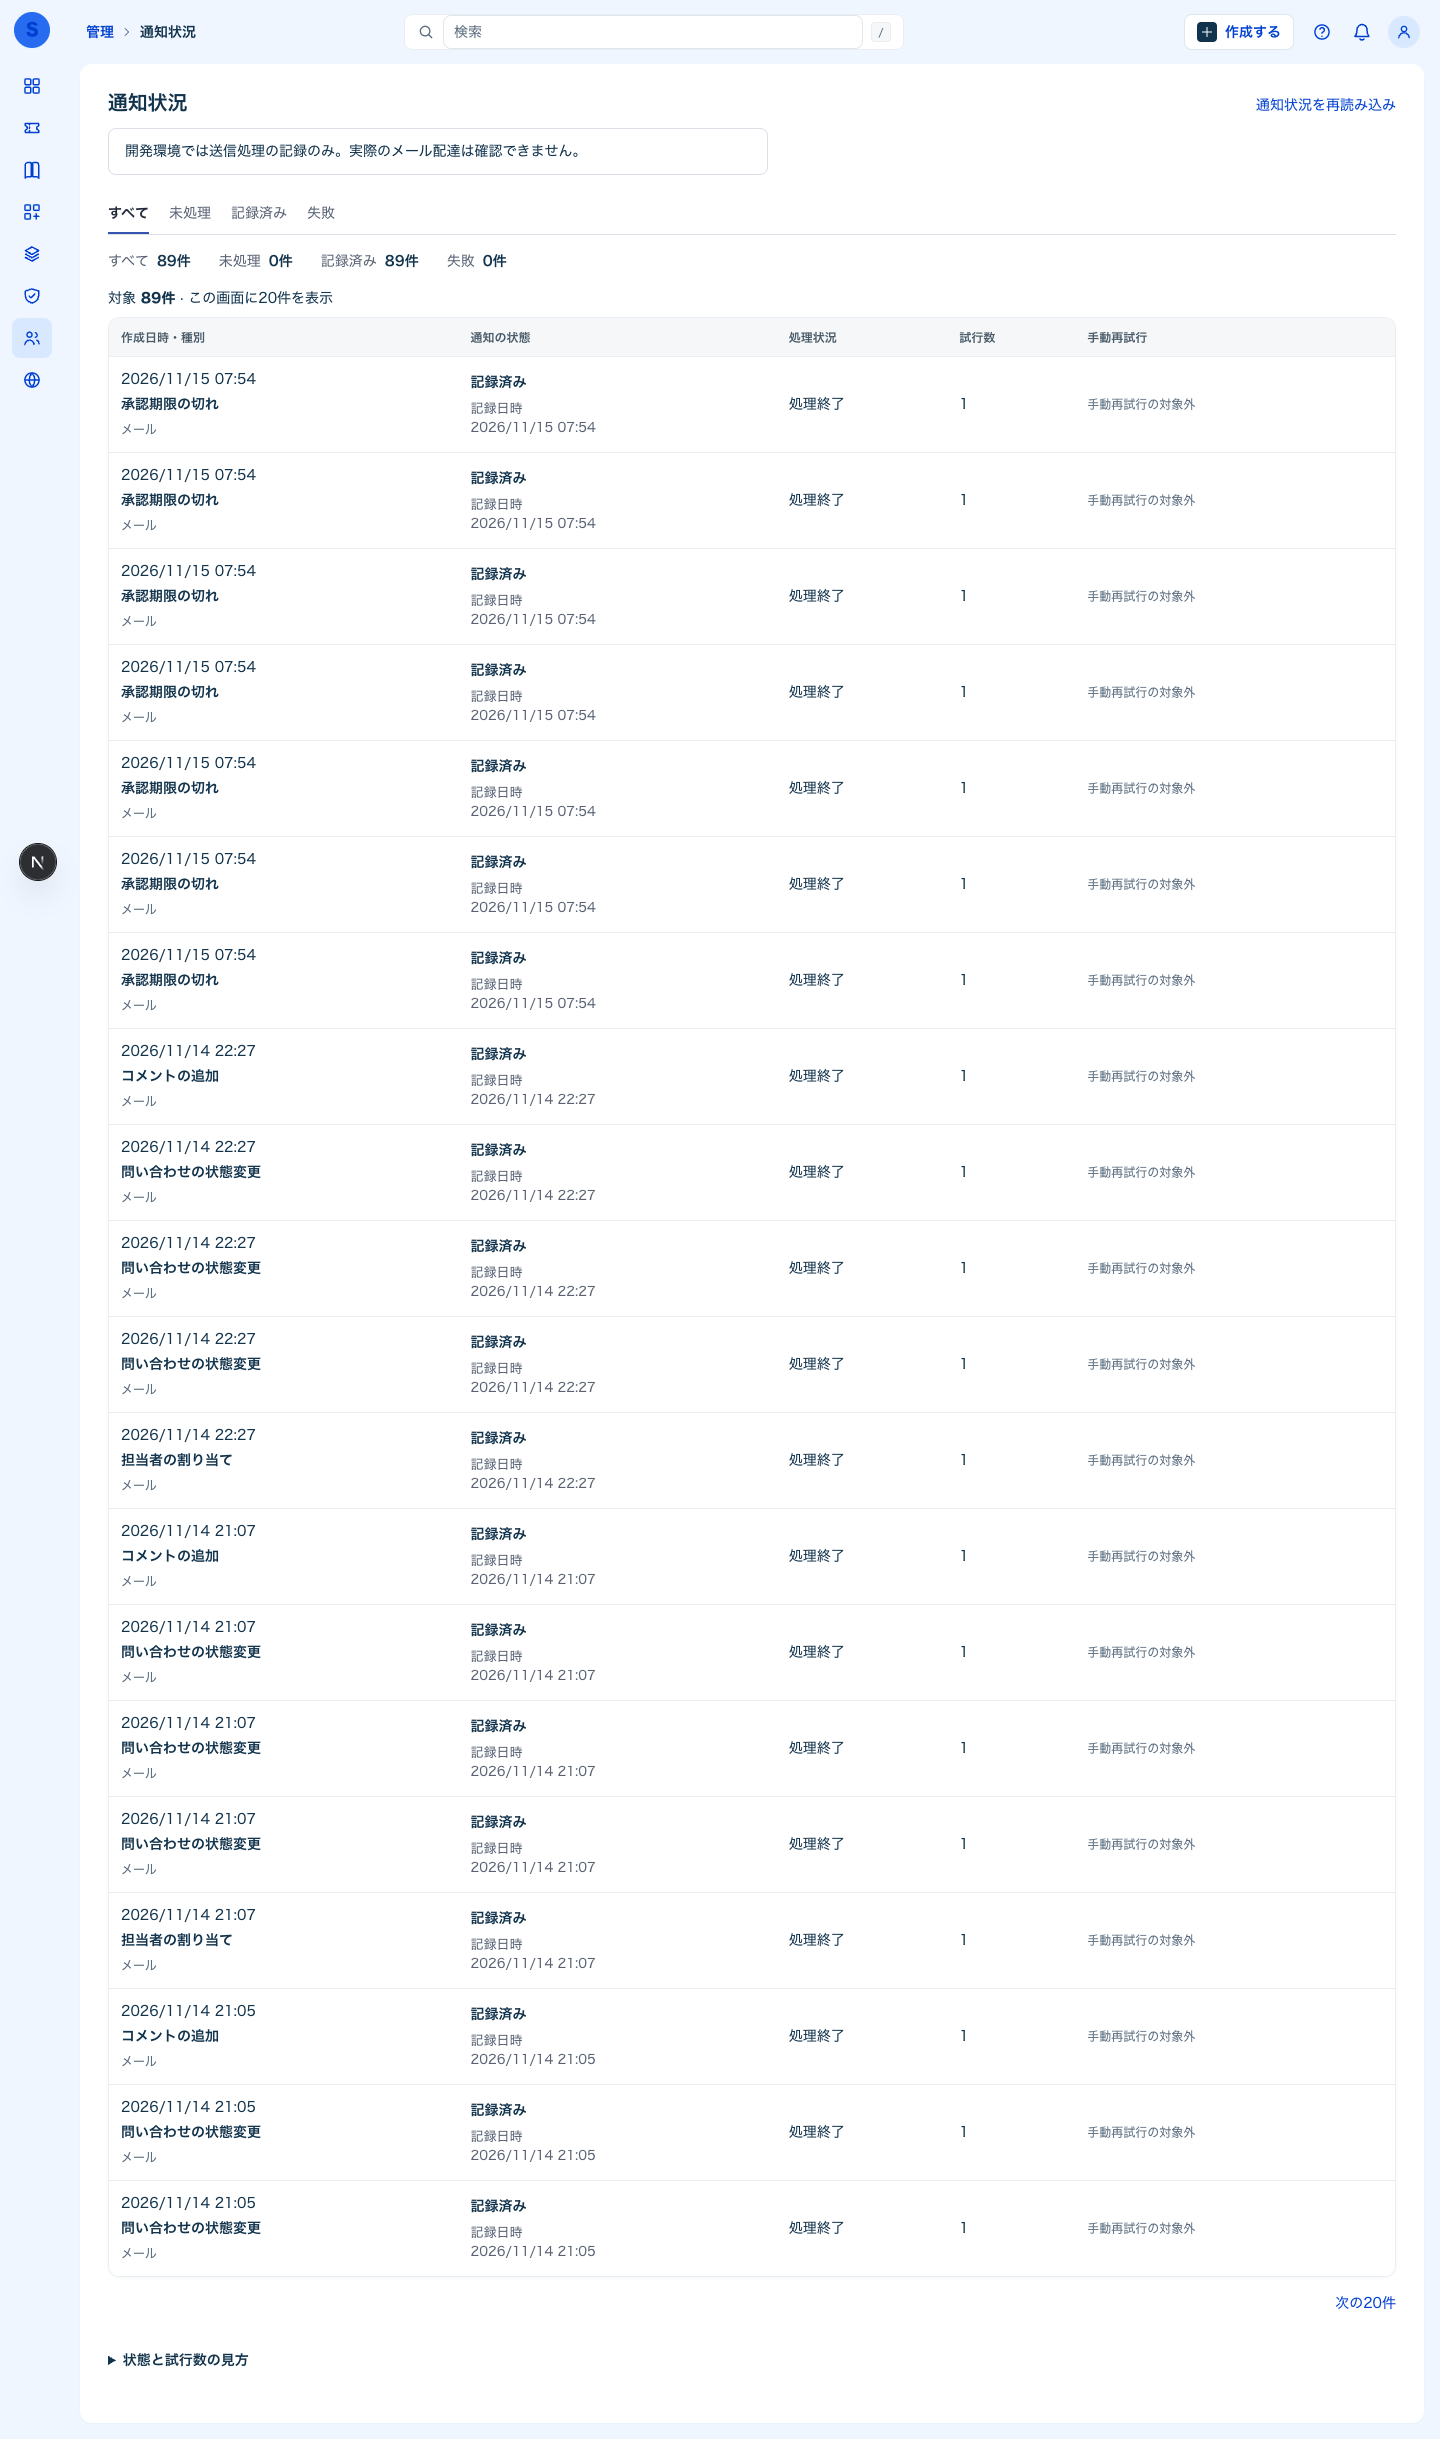 S
管理 > 通知状況
検索
/
作成する
通知状況
通知状況を再読み込み
開発環境では送信処理の記録のみ。実際のメール配達は確認できません。
すべて 未処理 記録済み 失敗
すべて 89件 未処理 0件 記録済み 89件 失敗 0件
対象 89件 · この画面に20件を表示
作成日時・種別 通知の状態 処理状況 試行数 手動再試行
2026/11/15 07:54
承認期限の切れ
メール
記録済み
記録日時
2026/11/15 07:54
処理終了
1
手動再試行の対象外
2026/11/15 07:54
承認期限の切れ
メール
記録済み
記録日時
2026/11/15 07:54
処理終了
1
手動再試行の対象外
2026/11/15 07:54
承認期限の切れ
メール
記録済み
記録日時
2026/11/15 07:54
処理終了
1
手動再試行の対象外
2026/11/15 07:54
承認期限の切れ
メール
記録済み
記録日時
2026/11/15 07:54
処理終了
1
手動再試行の対象外
2026/11/15 07:54
承認期限の切れ
メール
記録済み
記録日時
2026/11/15 07:54
処理終了
1
手動再試行の対象外
2026/11/15 07:54
承認期限の切れ
メール
記録済み
記録日時
2026/11/15 07:54
処理終了
1
手動再試行の対象外
2026/11/15 07:54
承認期限の切れ
メール
記録済み
記録日時
2026/11/15 07:54
処理終了
1
手動再試行の対象外
2026/11/14 22:27
コメントの追加
メール
記録済み
記録日時
2026/11/14 22:27
処理終了
1
手動再試行の対象外
2026/11/14 22:27
問い合わせの状態変更
メール
記録済み
記録日時
2026/11/14 22:27
処理終了
1
手動再試行の対象外
2026/11/14 22:27
問い合わせの状態変更
メール
記録済み
記録日時
2026/11/14 22:27
処理終了
1
手動再試行の対象外
2026/11/14 22:27
問い合わせの状態変更
メール
記録済み
記録日時
2026/11/14 22:27
処理終了
1
手動再試行の対象外
2026/11/14 22:27
担当者の割り当て
メール
記録済み
記録日時
2026/11/14 22:27
処理終了
1
手動再試行の対象外
2026/11/14 21:07
コメントの追加
メール
記録済み
記録日時
2026/11/14 21:07
処理終了
1
手動再試行の対象外
2026/11/14 21:07
問い合わせの状態変更
メール
記録済み
記録日時
2026/11/14 21:07
処理終了
1
手動再試行の対象外
2026/11/14 21:07
問い合わせの状態変更
メール
記録済み
記録日時
2026/11/14 21:07
処理終了
1
手動再試行の対象外
2026/11/14 21:07
問い合わせの状態変更
メール
記録済み
記録日時
2026/11/14 21:07
処理終了
1
手動再試行の対象外
2026/11/14 21:07
担当者の割り当て
メール
記録済み
記録日時
2026/11/14 21:07
処理終了
1
手動再試行の対象外
2026/11/14 21:05
コメントの追加
メール
記録済み
記録日時
2026/11/14 21:05
処理終了
1
手動再試行の対象外
2026/11/14 21:05
問い合わせの状態変更
メール
記録済み
記録日時
2026/11/14 21:05
処理終了
1
手動再試行の対象外
2026/11/14 21:05
問い合わせの状態変更
メール
記録済み
記録日時
2026/11/14 21:05
処理終了
1
手動再試行の対象外
次の20件
▶ 状態と試行数の見方
N